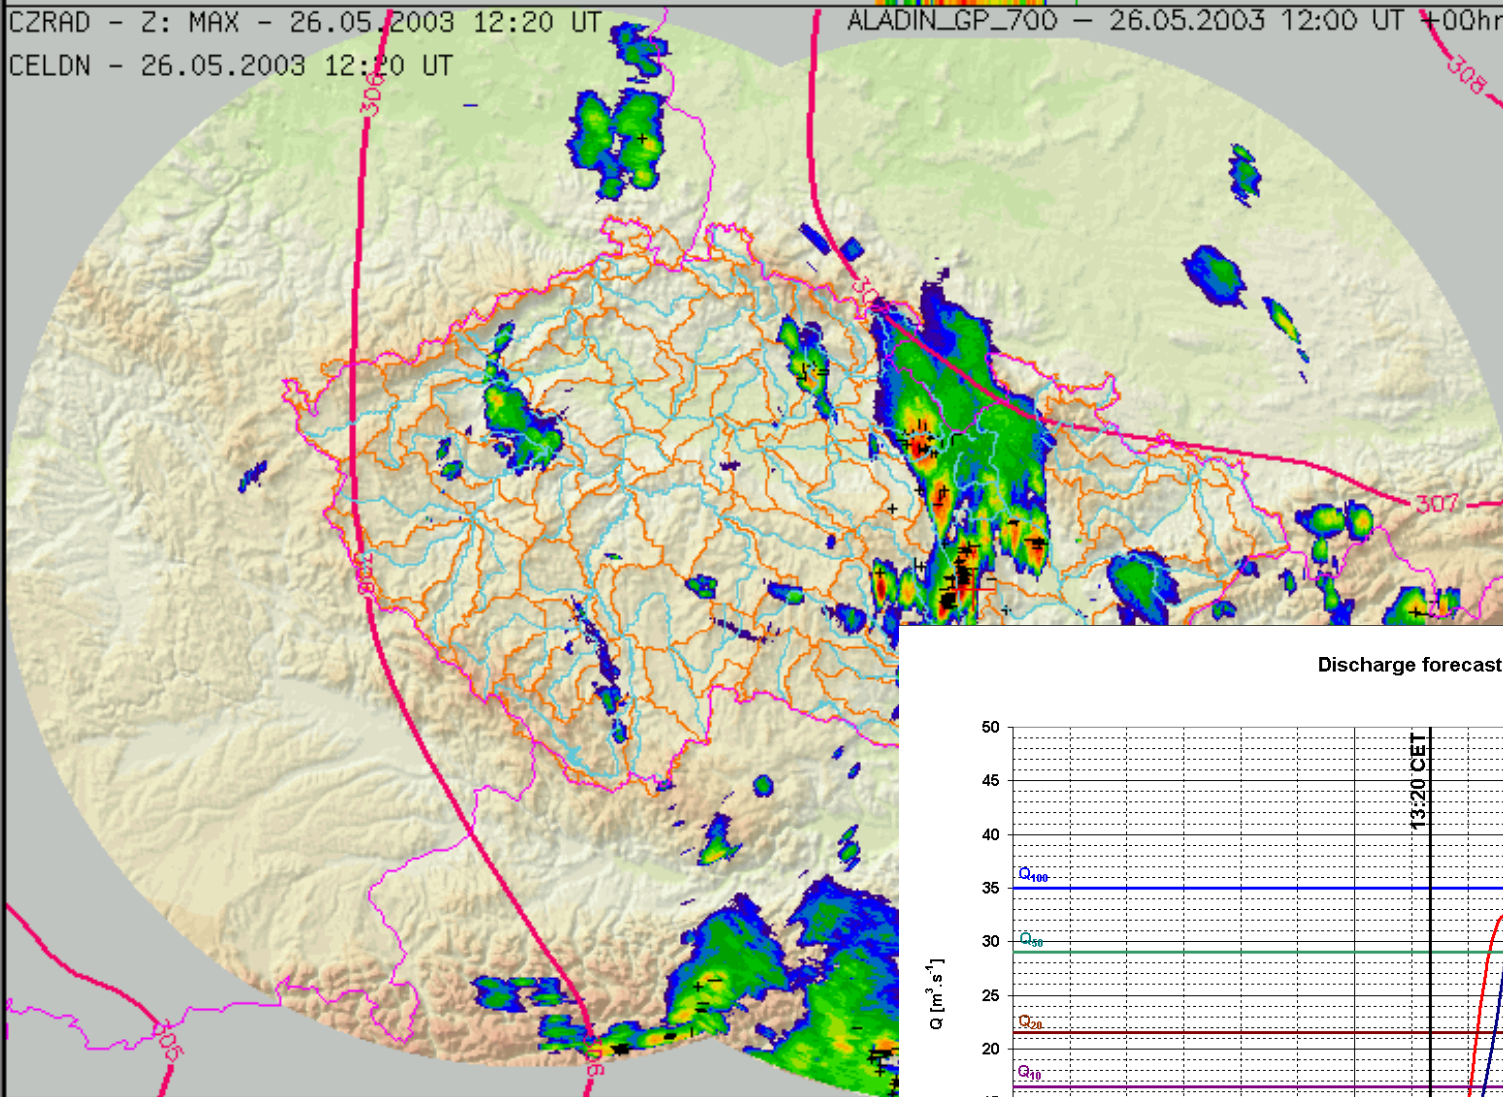 CZRAD - Z: MAX - 26.05.2003 12:20 UT
ALADIN_GP_700 - 26.05.2003 12:00 UT +00hr
CELDN - 26.05.2003 12:20 UT
306
308
307
305
306
Discharge forecast
50
45
40
35
30
25
20
13:20 CET
Q [m³.s⁻¹]
Q₁₀₀
Q₅₀
Q₂₀
Q₁₀